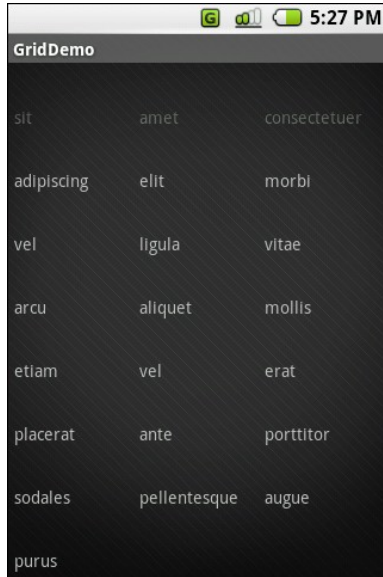 G 5:27 PM
GridDemo
sit amet consectetuer
adipiscing elit morbi
vel ligula vitae
arcu aliquet mollis
etiam vel erat
placerat ante porttitor
sodales pellentesque augue
purus